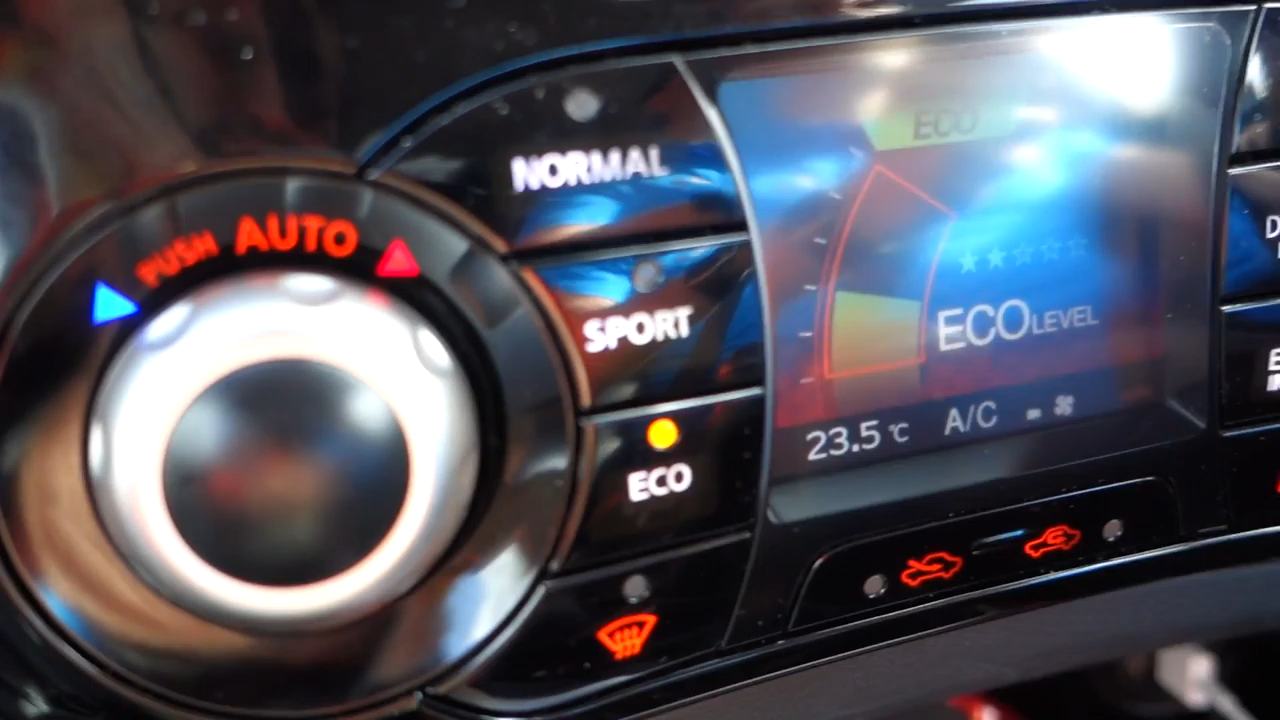 PUSH AUTO
NORMAL
SPORT
ECO
ECO
★★☆☆☆
ECO LEVEL
23.5℃ A/C